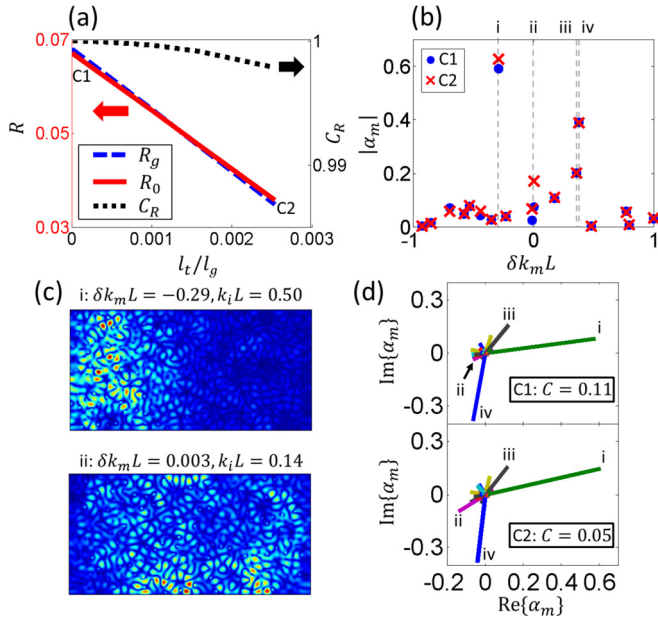 (a)
0.07
0.05
0.03
R
C1
C2
R_g
R_0
C_R
1
0.99
C_R
0
0.001
0.002
0.003
l_t/l_g
(b)
i
ii
iii
iv
C1
C2
|α_m|
0.6
0.4
0.2
0
-1
0
1
δk_mL
(c)
i: δk_mL = −0.29, k_iL = 0.50
ii: δk_mL = 0.003, k_iL = 0.14
(d)
Im{α_m}
0.3
0
-0.3
iii
i
ii
iv
C1: C = 0.11
Im{α_m}
0.3
0
-0.3
iii
i
ii
iv
C2: C = 0.05
-0.2
0
0.2
0.4
0.6
Re{α_m}